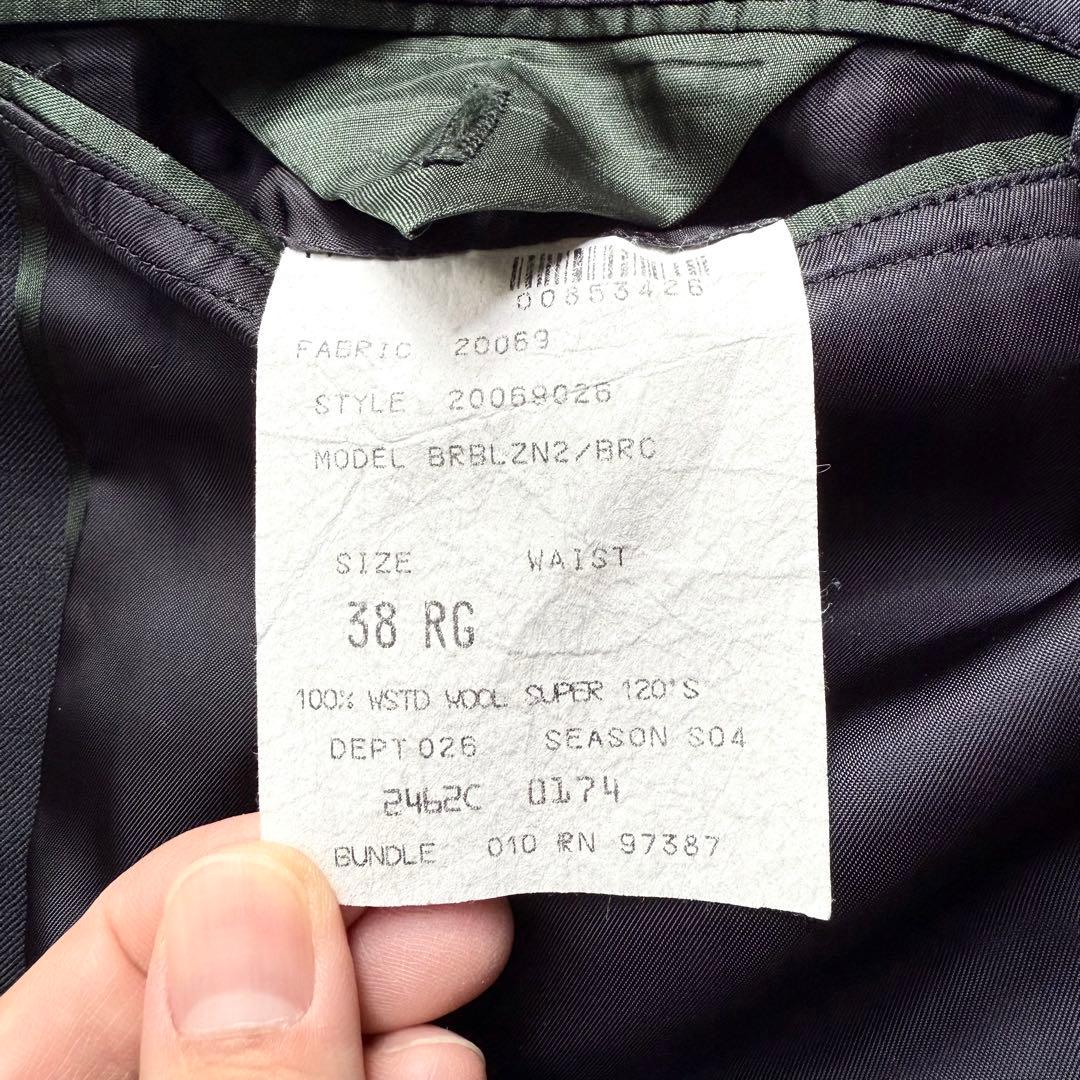 00853426
FABRIC 20069
STYLE 20069026
MODEL BRBLZN2/BRC
SIZE WAIST
38 RG
100% WSTD WOOL SUPER 120'S
DEPT 026 SEASON S04
2462C 0174
BUNDLE 010 RN 97387